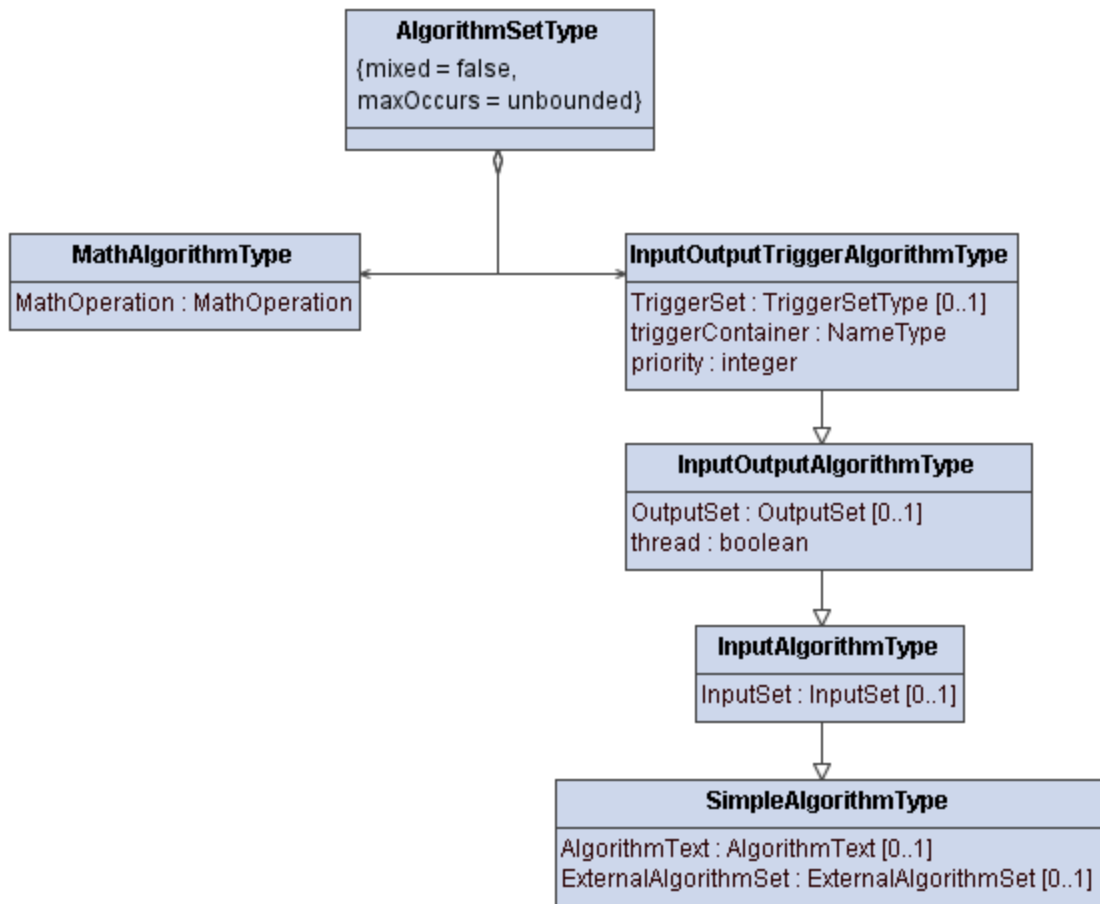 AlgorithmSetType
{mixed = false,
maxOccurs = unbounded}
MathAlgorithmType
MathOperation : MathOperation
InputOutputTriggerAlgorithmType
TriggerSet : TriggerSetType [0..1]
triggerContainer : NameType
priority : integer
InputOutputAlgorithmType
OutputSet : OutputSet [0..1]
thread : boolean
InputAlgorithmType
InputSet : InputSet [0..1]
SimpleAlgorithmType
AlgorithmText : AlgorithmText [0..1]
ExternalAlgorithmSet : ExternalAlgorithmSet [0..1]